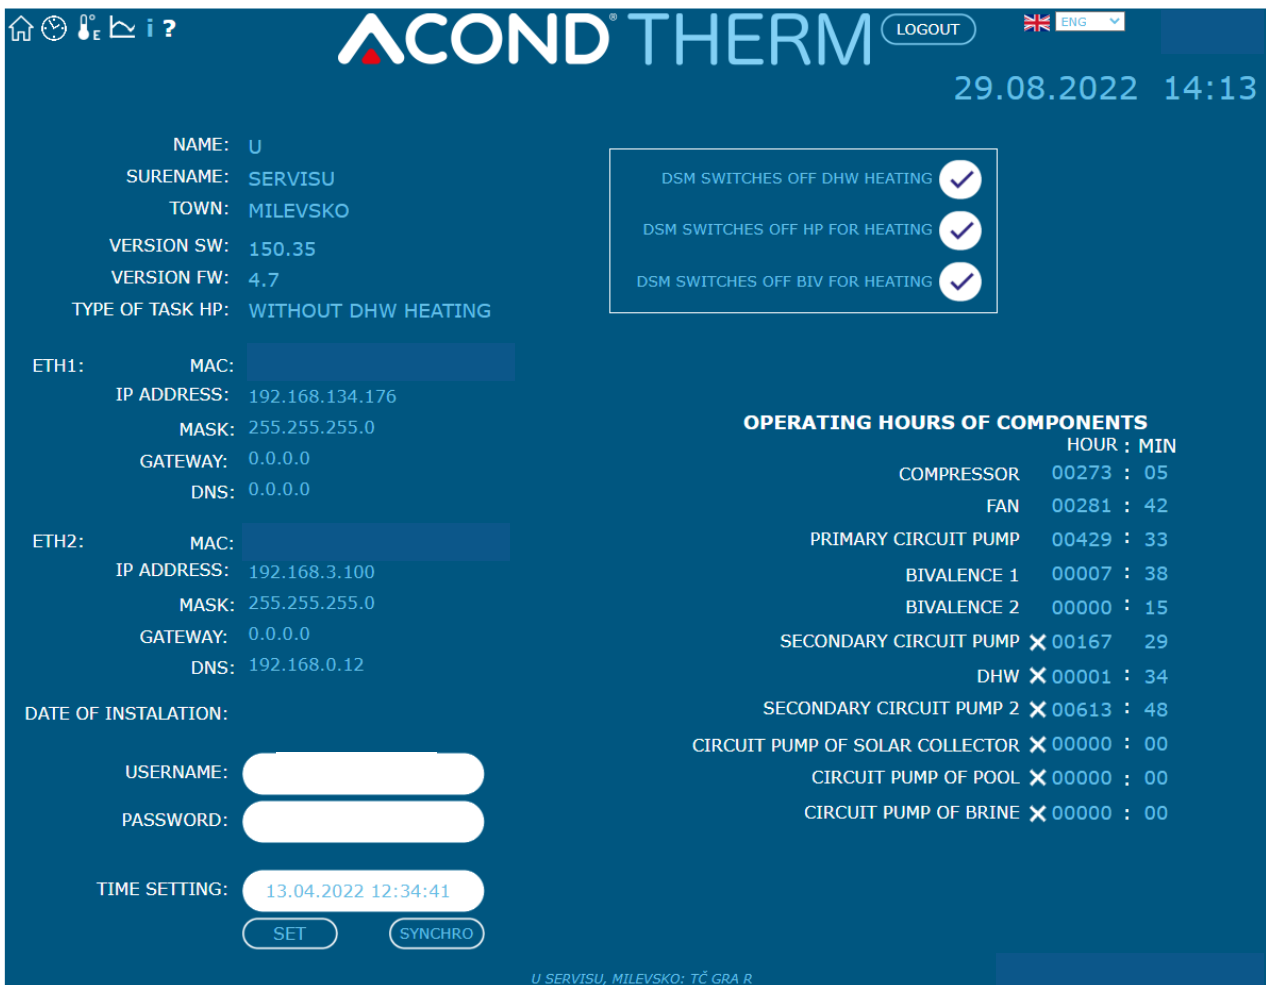 E i ? ACOND® THERM LOGOUT ENG
29.08.2022 14:13
NAME: U
SURENAME: SERVISU
TOWN: MILEVSKO
VERSION SW: 150.35
VERSION FW: 4.7
TYPE OF TASK HP: WITHOUT DHW HEATING
DSM SWITCHES OFF DHW HEATING
DSM SWITCHES OFF HP FOR HEATING
DSM SWITCHES OFF BIV FOR HEATING
ETH1: MAC:
IP ADDRESS: 192.168.134.176
MASK: 255.255.255.0
GATEWAY: 0.0.0.0
DNS: 0.0.0.0
ETH2: MAC:
IP ADDRESS: 192.168.3.100
MASK: 255.255.255.0
GATEWAY: 0.0.0.0
DNS: 192.168.0.12
DATE OF INSTALATION:
USERNAME:
PASSWORD:
TIME SETTING: 13.04.2022 12:34:41
SET SYNCHRO
OPERATING HOURS OF COMPONENTS
HOUR : MIN
COMPRESSOR 00273 : 05
FAN 00281 : 42
PRIMARY CIRCUIT PUMP 00429 : 33
BIVALENCE 1 00007 : 38
BIVALENCE 2 00000 : 15
SECONDARY CIRCUIT PUMP 00167 29
DHW 00001 : 34
SECONDARY CIRCUIT PUMP 2 00613 : 48
CIRCUIT PUMP OF SOLAR COLLECTOR 00000 : 00
CIRCUIT PUMP OF POOL 00000 : 00
CIRCUIT PUMP OF BRINE 00000 : 00
U SERVISU, MILEVSKO: TČ GRA R